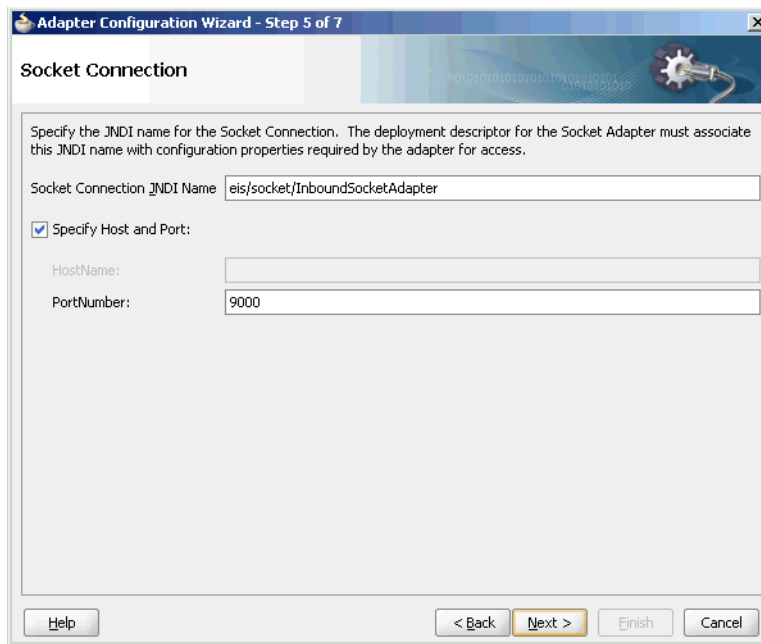 Adapter Configuration Wizard - Step 5 of 7
Socket Connection
Specify the JNDI name for the Socket Connection.  The deployment descriptor for the Socket Adapter must associate
this JNDI name with configuration properties required by the adapter for access.
Socket Connection JNDI Name eis/socket/InboundSocketAdapter
Specify Host and Port:
HostName:
PortNumber: 9000
Help < Back Next > Finish Cancel